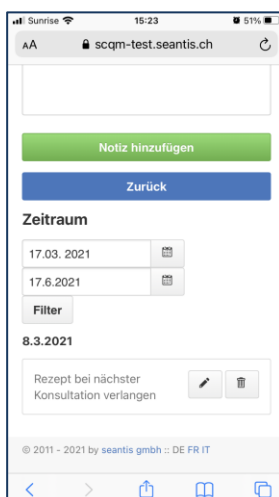 Sunrise 15:23 51%
AA scqm-test.seantis.ch
Notiz hinzufügen
Zurück
Zeitraum
17.03. 2021
17.6.2021
Filter
8.3.2021
Rezept bei nächster
Konsultation verlangen
© 2011 - 2021 by seantis gmbh :: DE FR IT